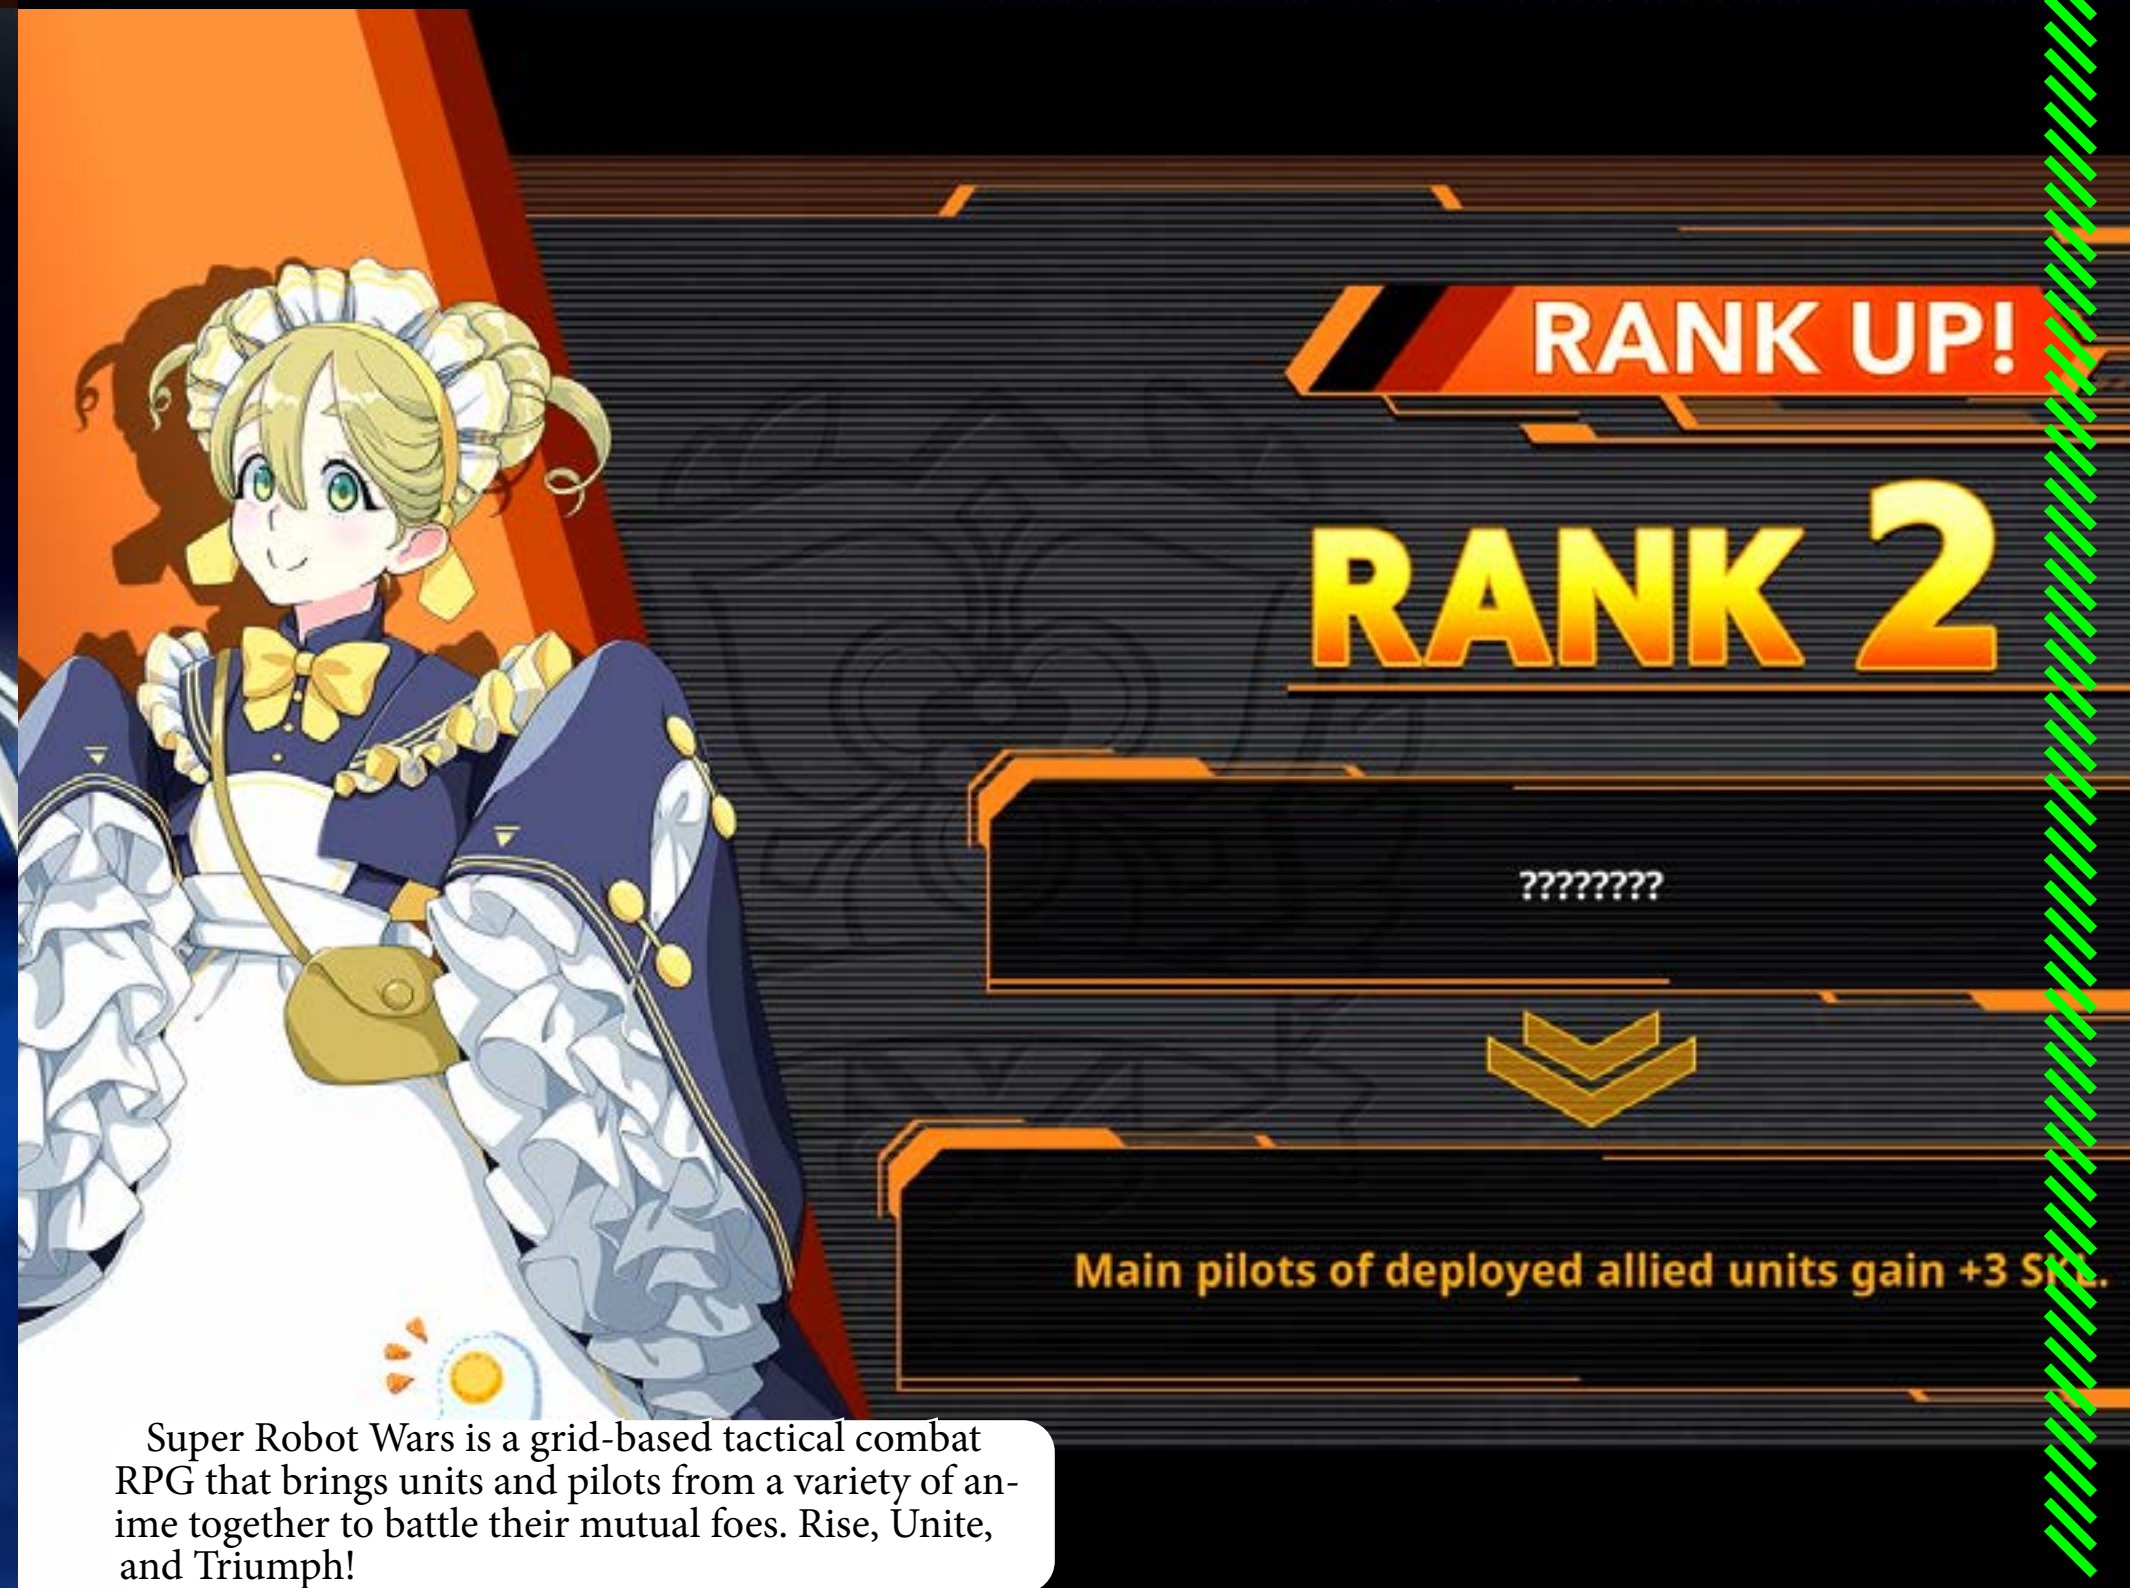 RANK UP!
RANK 2
????????
Main pilots of deployed allied units gain +3 SKL.
Super Robot Wars is a grid-based tactical combat
RPG that brings units and pilots from a variety of an-
ime together to battle their mutual foes. Rise, Unite,
and Triumph!